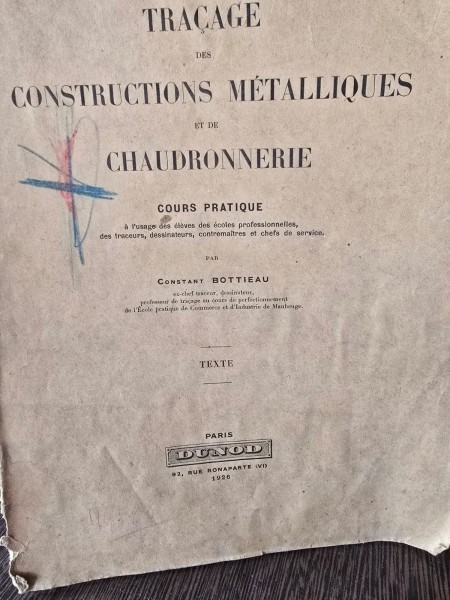 TRAÇAGE
DES
CONSTRUCTIONS MÉTALLIQUES
ET DE
CHAUDRONNERIE
COURS PRATIQUE
à l'usage des élèves des écoles professionnelles,
des traceurs, dessinateurs, contremaîtres et chefs de service.
PAR
CONSTANT BOTTIEAU
ex-chef traceur, dessinateur,
professeur de traçage au cours de perfectionnement
de l'École pratique de Commerce et d'Industrie de Maubeuge.
TEXTE
PARIS
DUNOD
92, RUE BONAPARTE (VI)
1926